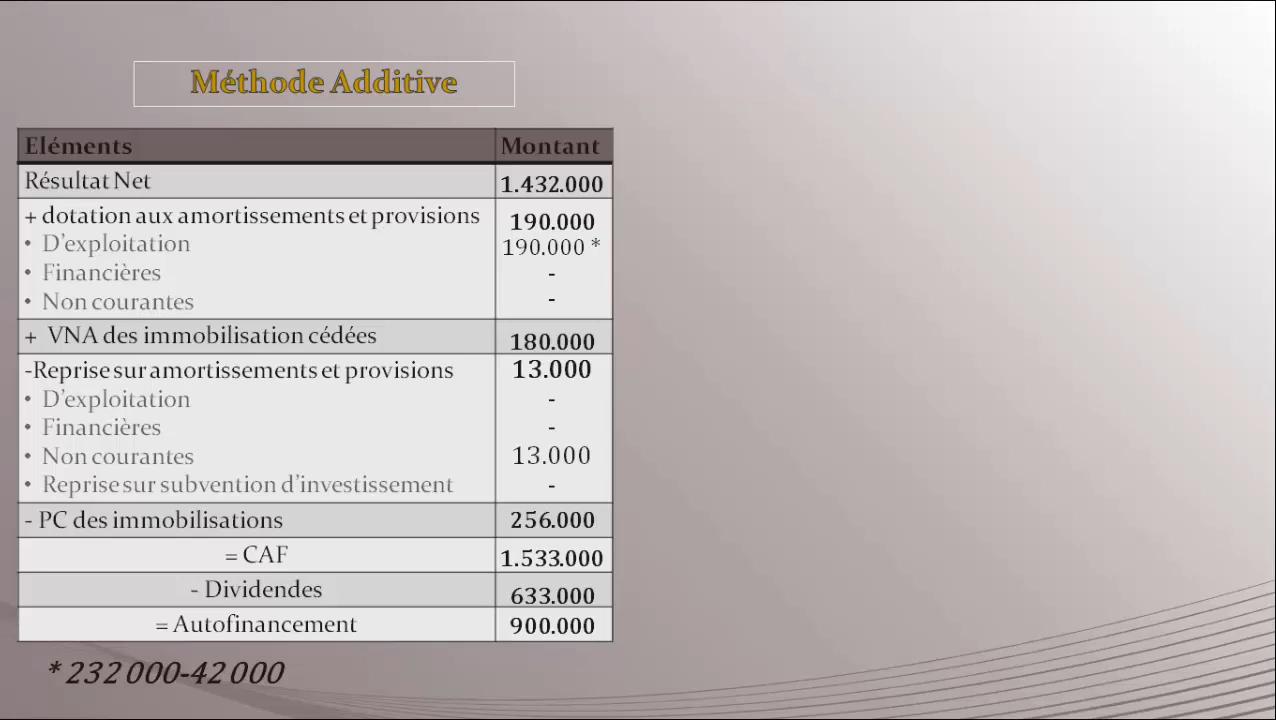 Méthode Additive
Eléments Montant
Résultat Net 1.432.000
+ dotation aux amortissements et provisions 190.000
• D'exploitation 190.000 *
• Financières -
• Non courantes -
+ VNA des immobilisation cédées 180.000
-Reprise sur amortissements et provisions 13.000
• D'exploitation -
• Financières -
• Non courantes 13.000
• Reprise sur subvention d'investissement -
- PC des immobilisations 256.000
= CAF 1.533.000
- Dividendes 633.000
= Autofinancement 900.000
* 232 000-42 000